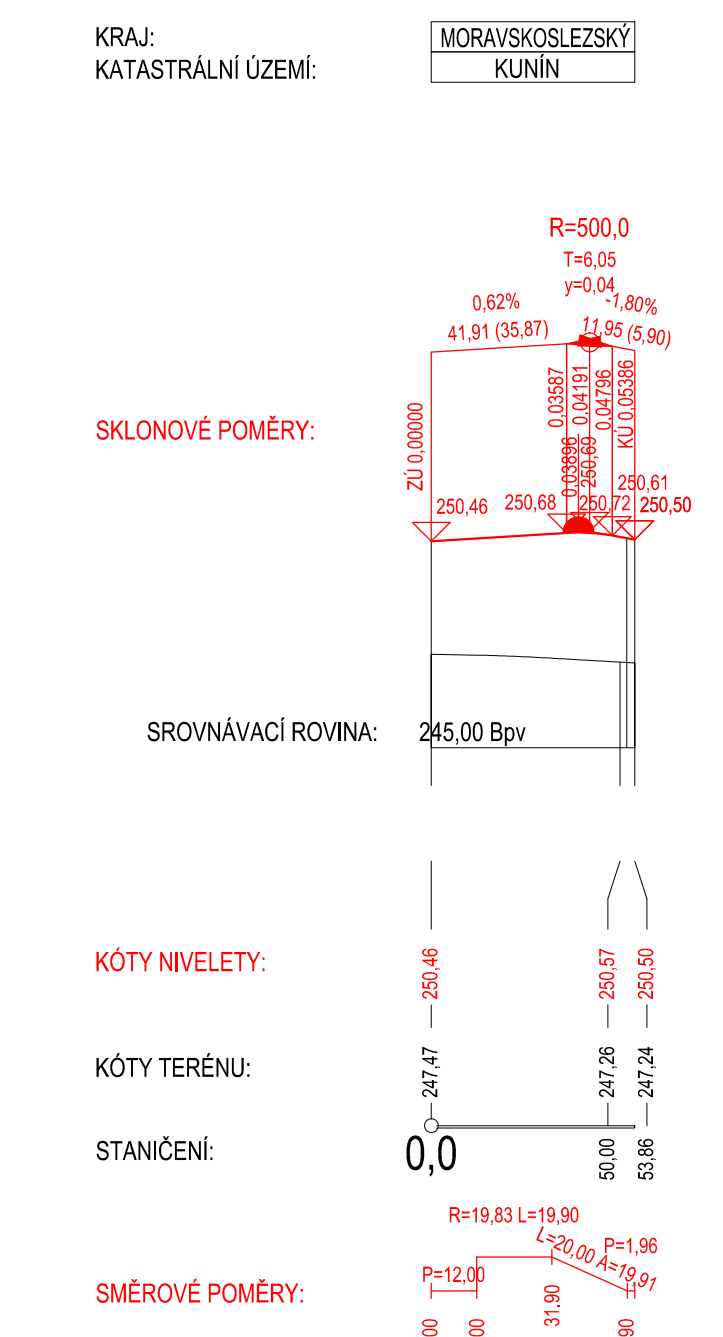 KRAJ: MORAVSKOSLEZSKÝ
KATASTRÁLNÍ ÚZEMÍ: KUNÍN
R=500,0
T=6,05
y=0,04
0,62% -1,80%
41,91 (35,87) 11,95 (5,90)
SKLONOVÉ POMĚRY:
ZÚ 0,00000
0,03587
0,03896
0,04191
0,04796
KÚ 0,05386
250,46
250,68
250,69
250,72
250,61
250,50
SROVNÁVACÍ ROVINA: 245,00 Bpv
KÓTY NIVELETY: 250,46 250,57 250,50
KÓTY TERÉNU: 247,47 247,26 247,24
STANIČENÍ: 0,0 50,00 53,86
R=19,83 L=19,90
L=20,00 A=19,91
P=1,96
P=12,00
SMĚROVÉ POMĚRY:
00 00 31.90 90